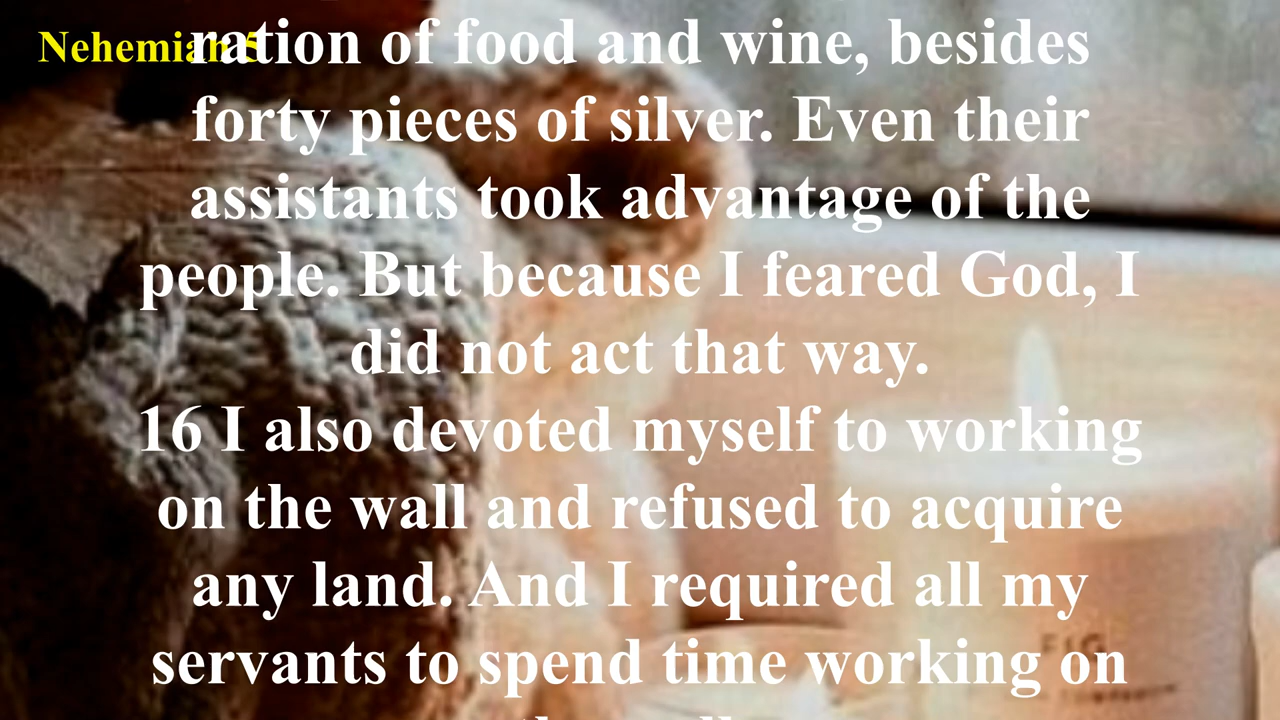 Nehemiah 5
ration of food and wine, besides
forty pieces of silver. Even their
assistants took advantage of the
people. But because I feared God, I
did not act that way.
16 I also devoted myself to working
on the wall and refused to acquire
any land. And I required all my
servants to spend time working on
FIG